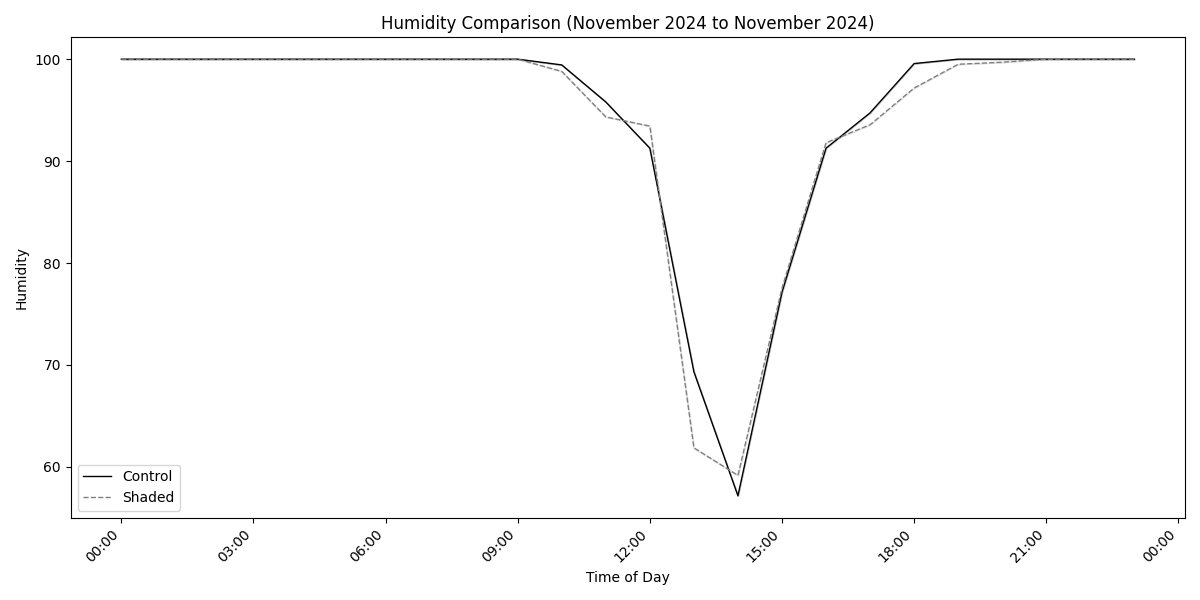 Humidity Comparison (November 2024 to November 2024)
100
90
80
70
60
Humidity
Control
Shaded
00:00
03:00
06:00
09:00
12:00
15:00
18:00
21:00
00:00
Time of Day